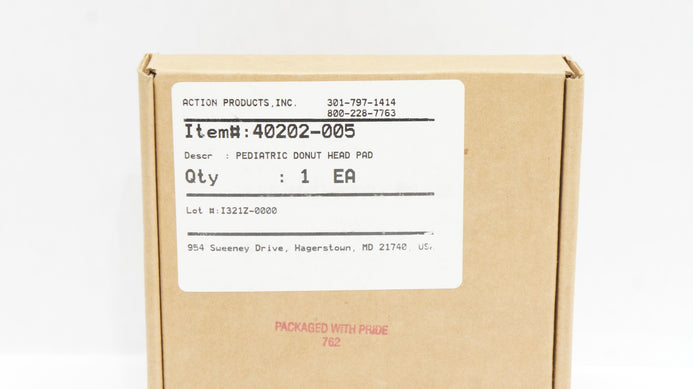 ACTION PRODUCTS,INC. 301-797-1414
800-228-7763
Item#:40202-005
Descr : PEDIATRIC DONUT HEAD PAD
Qty : 1 EA
Lot #:I321Z-0000
954 Sweeney Drive, Hagerstown, MD 21740, USA
PACKAGED WITH PRIDE
762